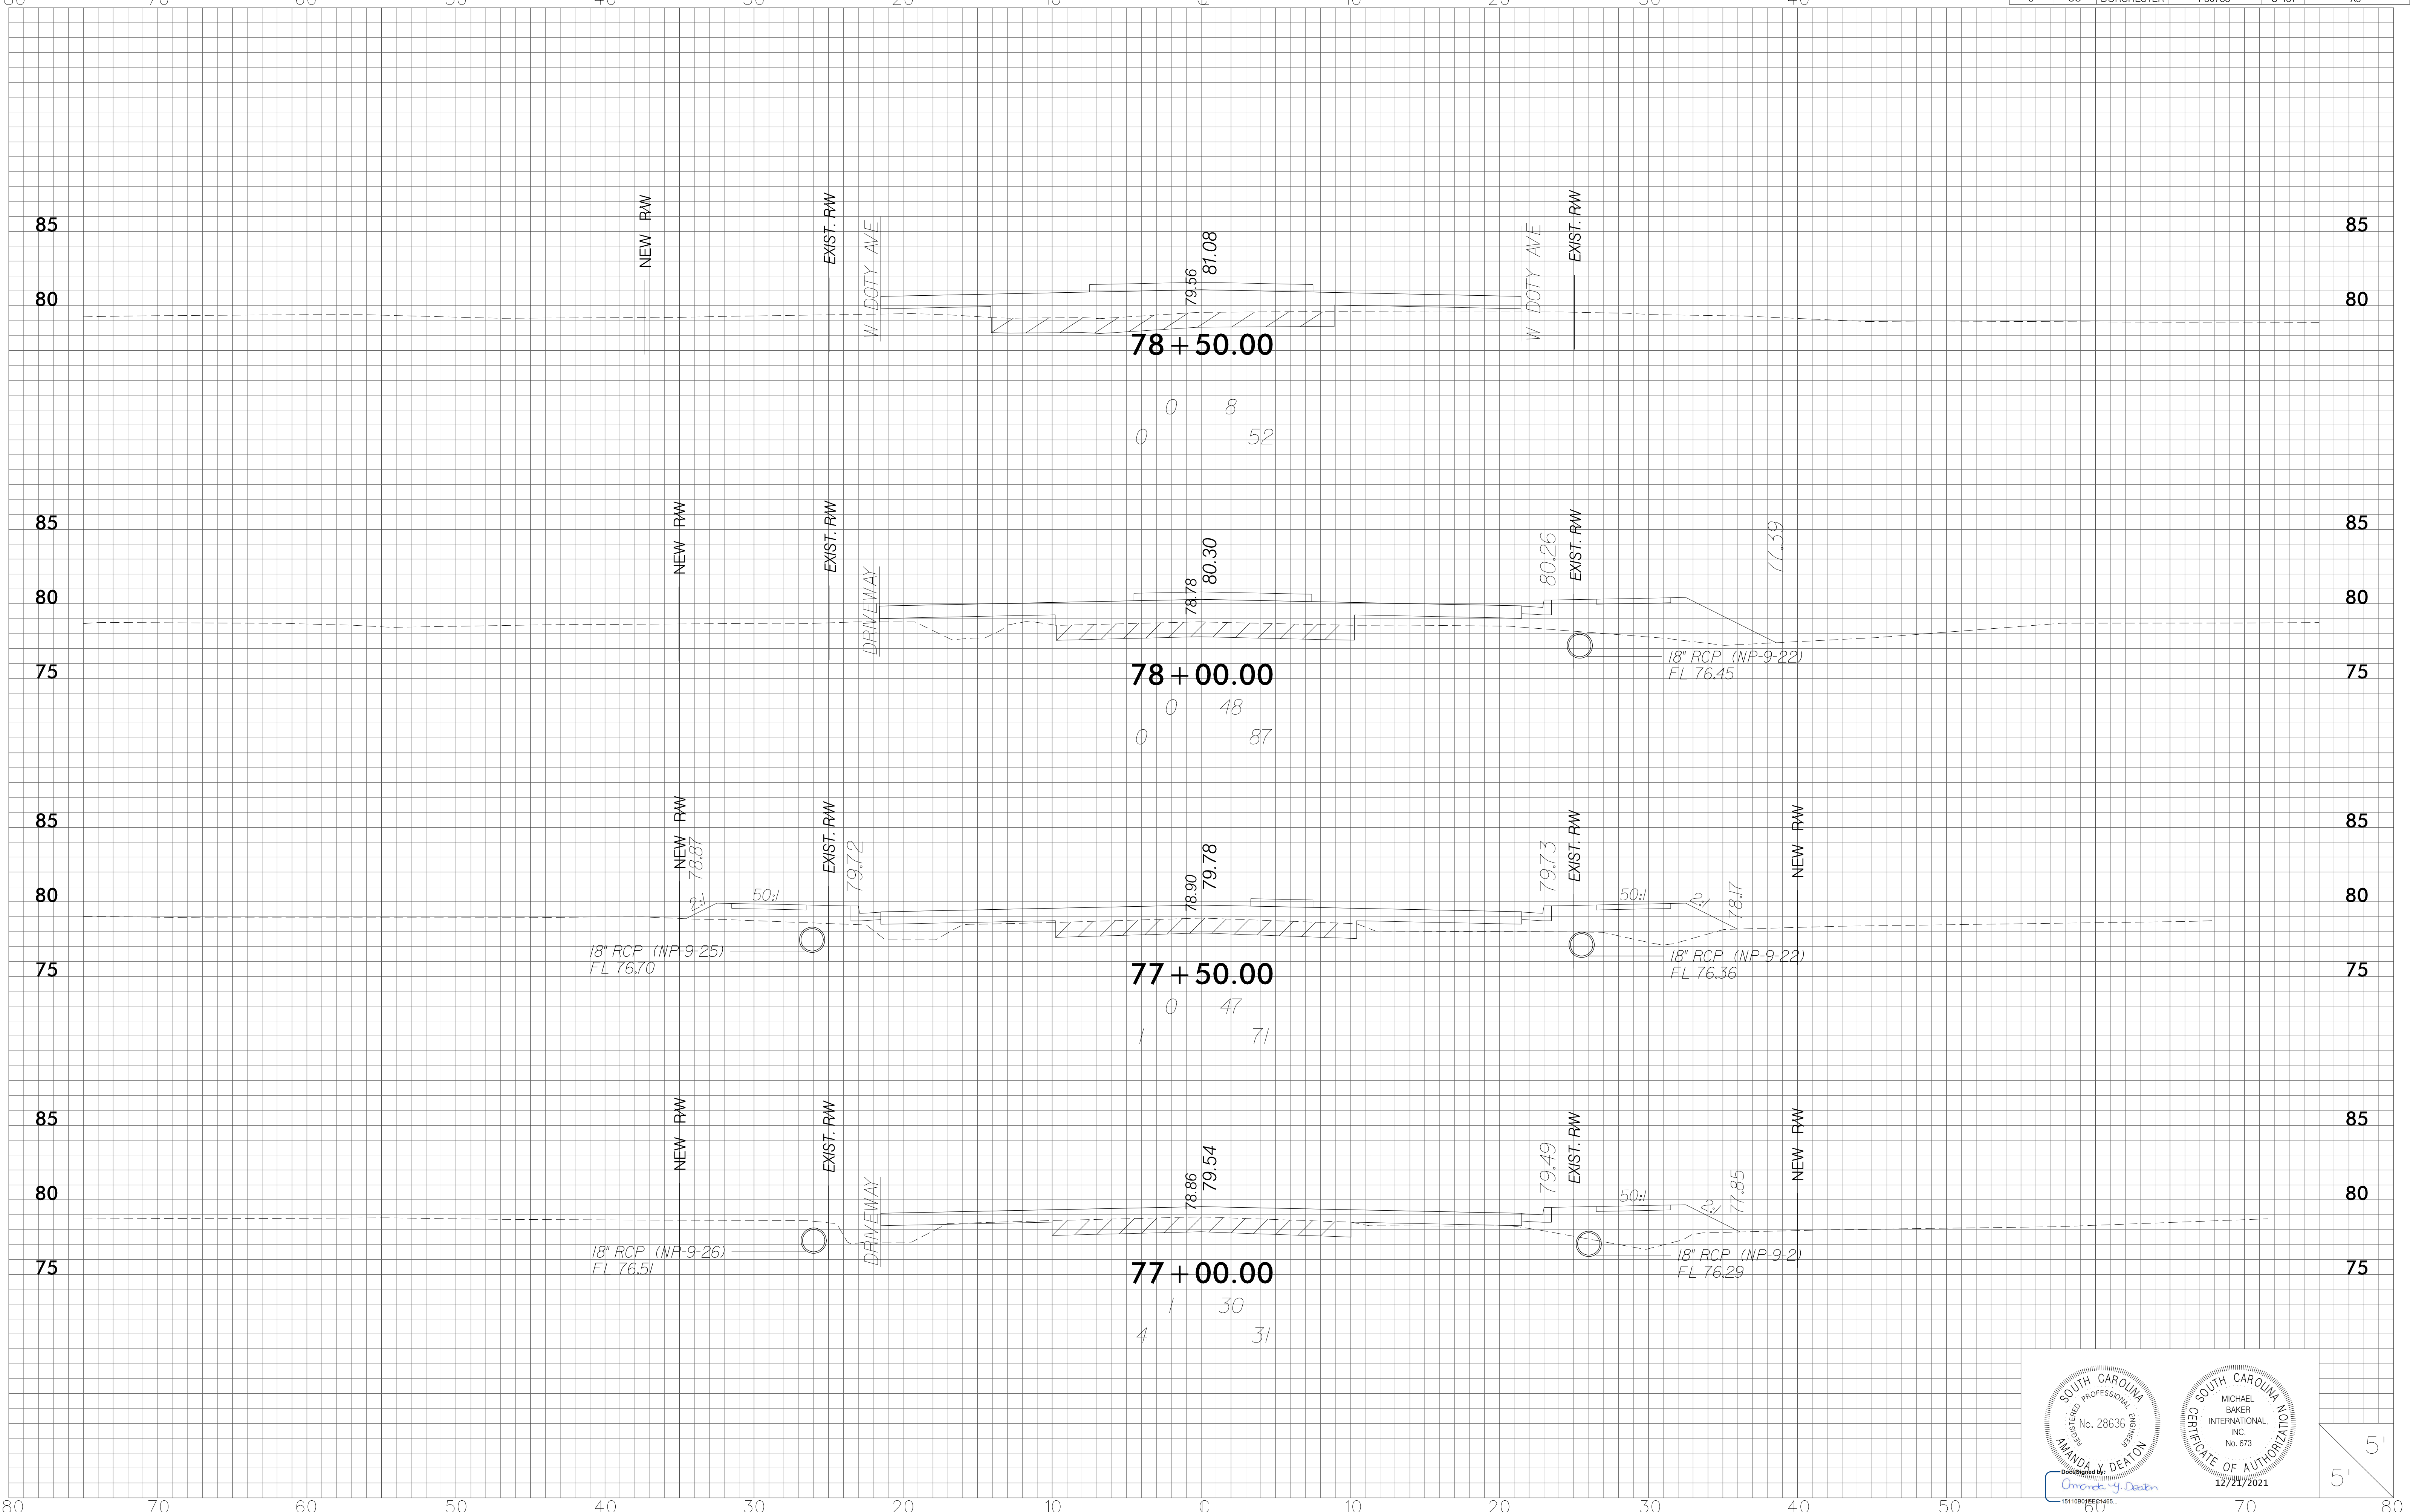 80 70 60 50 40 30 20 10 ℄ 10 20 30 40
DORCHESTER
85 85
80 80
NEW R/W
EXIST. R/W
W DOTY AVE
79.56
81.08
W DOTY AVE
EXIST. R/W
78+50.00
0 8
0 52
85 85
80 80
75 75
NEW R/W
EXIST. R/W
DRIVEWAY
78.78
80.30
80.26
EXIST. R/W
77.39
18" RCP (NP-9-22)
FL 76.45
78+00.00
0 48
0 87
85 85
80 80
75 75
NEW R/W
78.87
2:1
50:1
EXIST. R/W
79.72
78.90
79.78
79.73
EXIST. R/W
50:1
2:1
78.17
NEW R/W
18" RCP (NP-9-25)
FL 76.70
18" RCP (NP-9-22)
FL 76.36
77+50.00
0 47
1 71
85 85
80 80
75 75
NEW R/W
EXIST. R/W
DRIVEWAY
78.86
79.54
79.49
EXIST. R/W
50:1
2:1
77.85
NEW R/W
18" RCP (NP-9-26)
FL 76.51
18" RCP (NP-9-2)
FL 76.29
77+00.00
1 30
4 31
SOUTH CAROLINA
REGISTERED PROFESSIONAL ENGINEER
No. 28636
AMANDA Y DEATON
SOUTH CAROLINA
MICHAEL
BAKER
INTERNATIONAL,
INC.
No. 673
CERTIFICATE OF AUTHORIZATION
DocuSigned by:
Amanda Y. Deaton
12/21/2021
5'
5'
80 70 60 50 40 30 20 10 ℄ 10 20 30 40 50 60 70 80